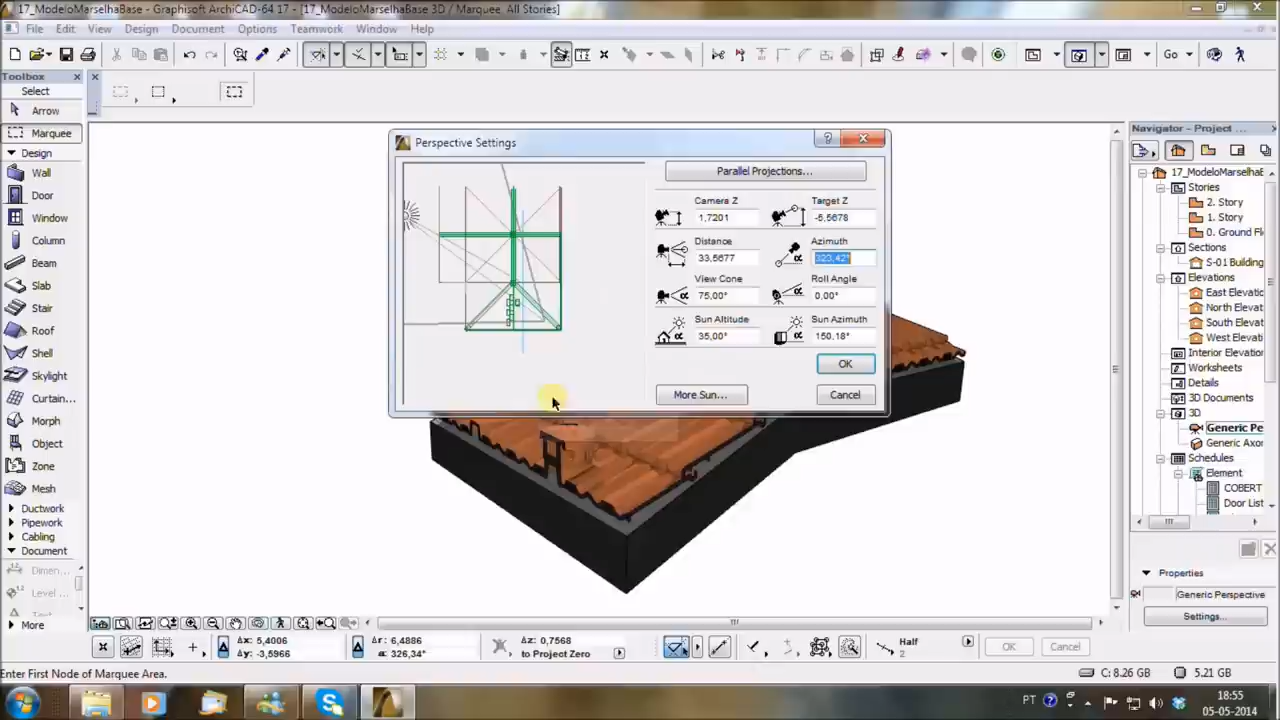 17_ModeloMarselhaBase - Graphisoft ArchiCAD-64 17 - [17_ModeloMarselhaBase 3D / Marquee, All Stories]
File Edit View Design Document Options Teamwork Window Help
Go
Toolbox
Select
Arrow
Marquee
Design
Wall
Door
Window
Column
Beam
Slab
Stair
Roof
Shell
Skylight
Curtain...
Morph
Object
Zone
Mesh
Ductwork
Pipework
Cabling
Document
Dimen...
Level ...
More
Perspective Settings
Parallel Projections...
Camera Z
Target Z
1,7201
-5,5678
Distance
Azimuth
33,5677
323,42°
View Cone
Roll Angle
75,00°
0.00°
Sun Altitude
Sun Azimuth
35,00°
150.18°
OK
More Sun...
Cancel
Navigator - Project ...
17_ModeloMarselhaB
Stories
2. Story
1. Story
0. Ground Fl
Sections
S-01 Building
Elevations
East Elevatio
North Elevat
South Elevat
West Elevati
Interior Elevation
Worksheets
Details
3D Documents
3D
Generic Pe
Generic Axon
Schedules
Element
COBERT
Door List
Properties
Generic Perspective
Settings...
Δx: 5,4006
Δy: -3,5966
Δr: 6,4886
a: 326,34°
Δz: 0,7568
to Project Zero
Half
2
OK
Cancel
Enter First Node of Marquee Area.
C: 8.26 GB
5.21 GB
PT
18:55
05-05-2014